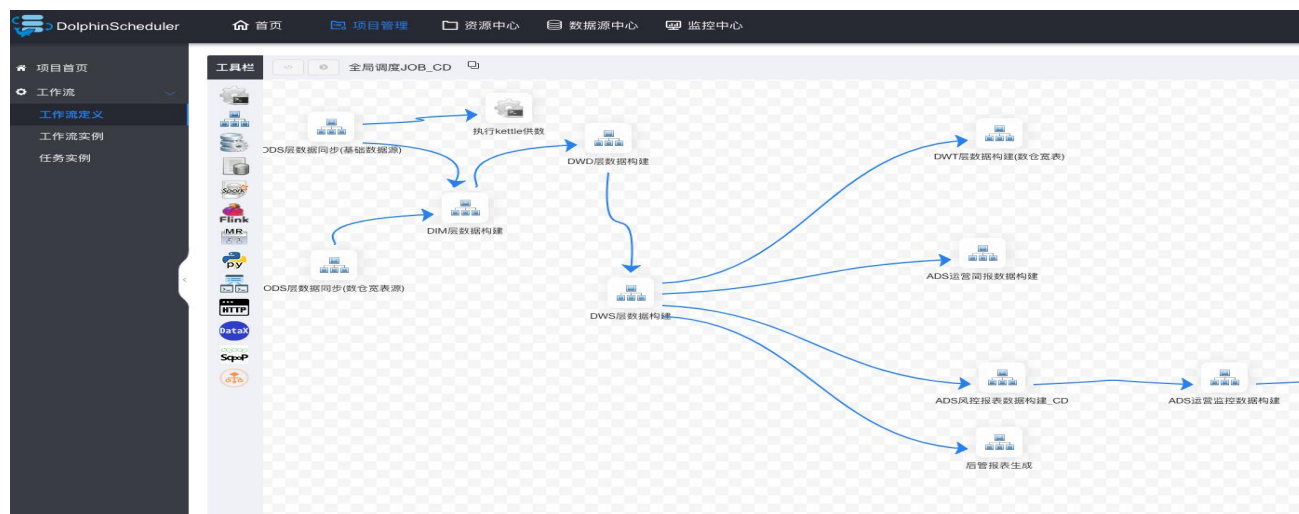 DolphinScheduler 首页 项目管理 资源中心 数据源中心 监控中心
项目首页
工作流
工作流定义
工作流实例
任务实例
工具栏 全局调度JOB_CD
Spark
Flink
MR
py
HTTP
DataX
SqooP
ODS层数据同步(基础数据源)
执行kettle供数
DWD层数据构建
DWT层数据构建(数仓宽表)
DIM层数据构建
ODS层数据同步(数仓宽表源)
ADS运营简报数据构建
DWS层数据构建
ADS风控报表数据构建_CD
ADS运营监控数据构建
后管报表生成